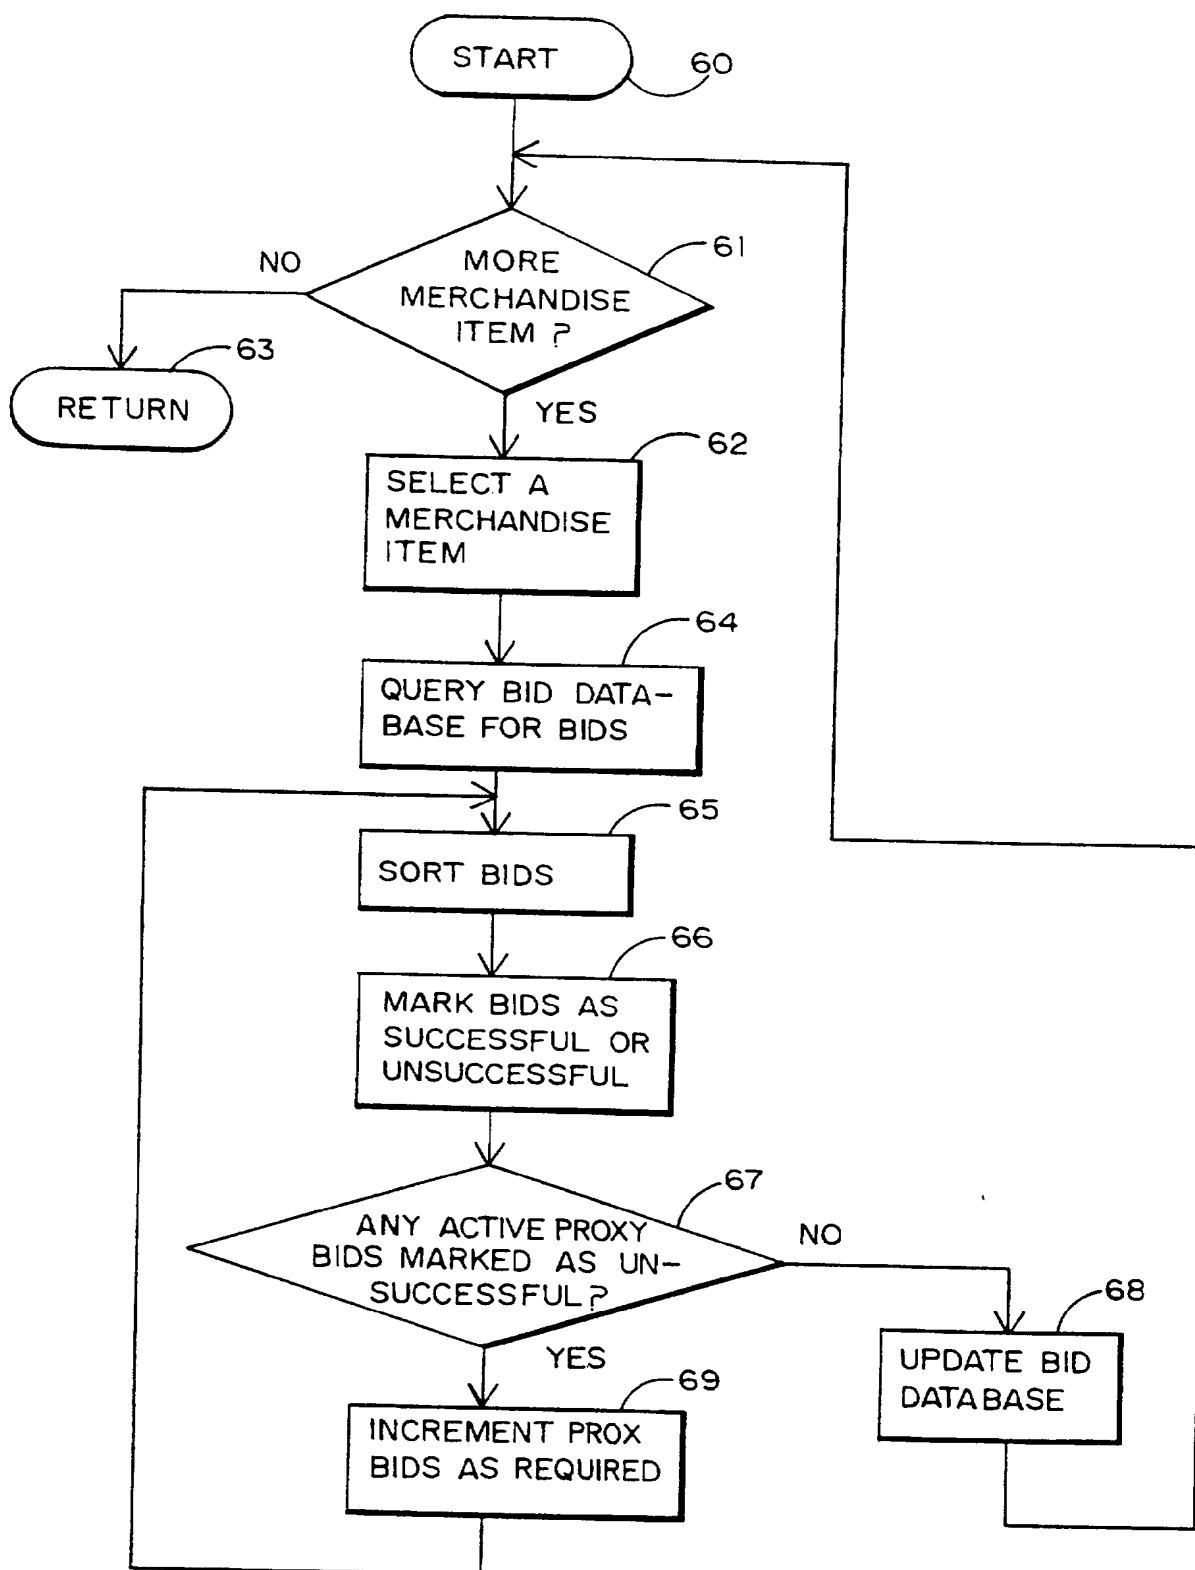 START
60
NO
MORE
MERCHANDISE
ITEM ?
61
63
RETURN
YES
62
SELECT A
MERCHANDISE
ITEM
64
QUERY BID DATA-
BASE FOR BIDS
65
SORT BIDS
66
MARK BIDS AS
SUCCESSFUL OR
UNSUCCESSFUL
67
ANY ACTIVE PROXY
BIDS MARKED AS UN-
SUCCESSFUL?
NO
68
UPDATE BID
DATABASE
YES
69
INCREMENT PROX
BIDS AS REQUIRED